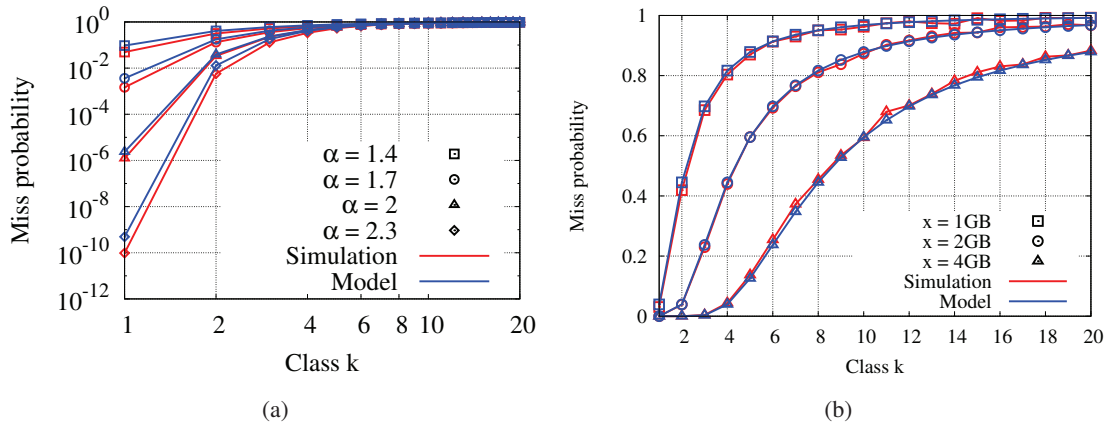 10^0
10^-2
10^-4
10^-6
10^-8
10^-10
10^-12
Miss probability
α = 1.4
α = 1.7
α = 2
α = 2.3
Simulation
Model
1 2 4 6 8 10 20
Class k
(a)
1
0.8
0.6
0.4
0.2
0
Miss probability
x = 1GB
x = 2GB
x = 4GB
Simulation
Model
2 4 6 8 10 12 14 16 18 20
Class k
(b)